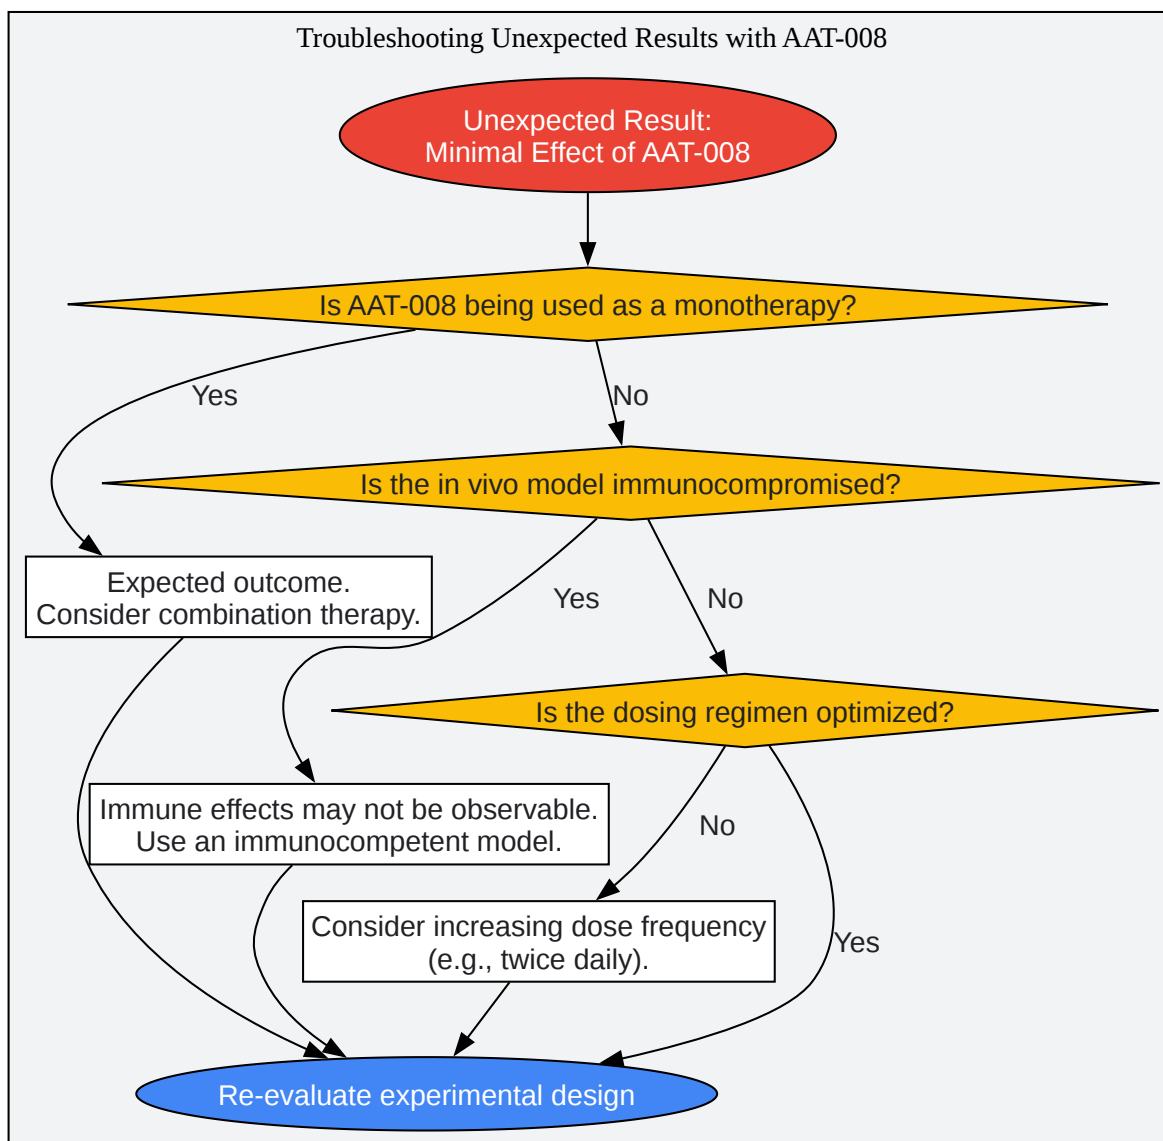 Troubleshooting Unexpected Results with AAT-008
Unexpected Result:
Minimal Effect of AAT-008
Is AAT-008 being used as a monotherapy?
Yes
No
Is the in vivo model immunocompromised?
Expected outcome.
Consider combination therapy.
Yes
No
Is the dosing regimen optimized?
Immune effects may not be observable.
Use an immunocompetent model.
No
Consider increasing dose frequency
(e.g., twice daily).
Yes
Re-evaluate experimental design